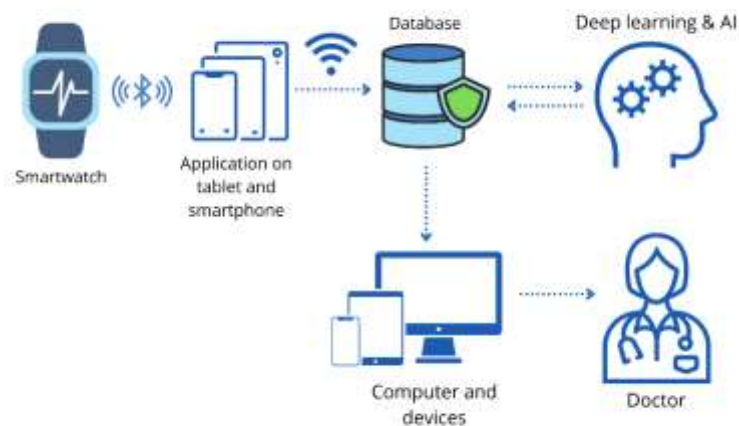 Database
Deep learning & AI
Smartwatch
Application on
tablet and
smartphone
Computer and
devices
Doctor